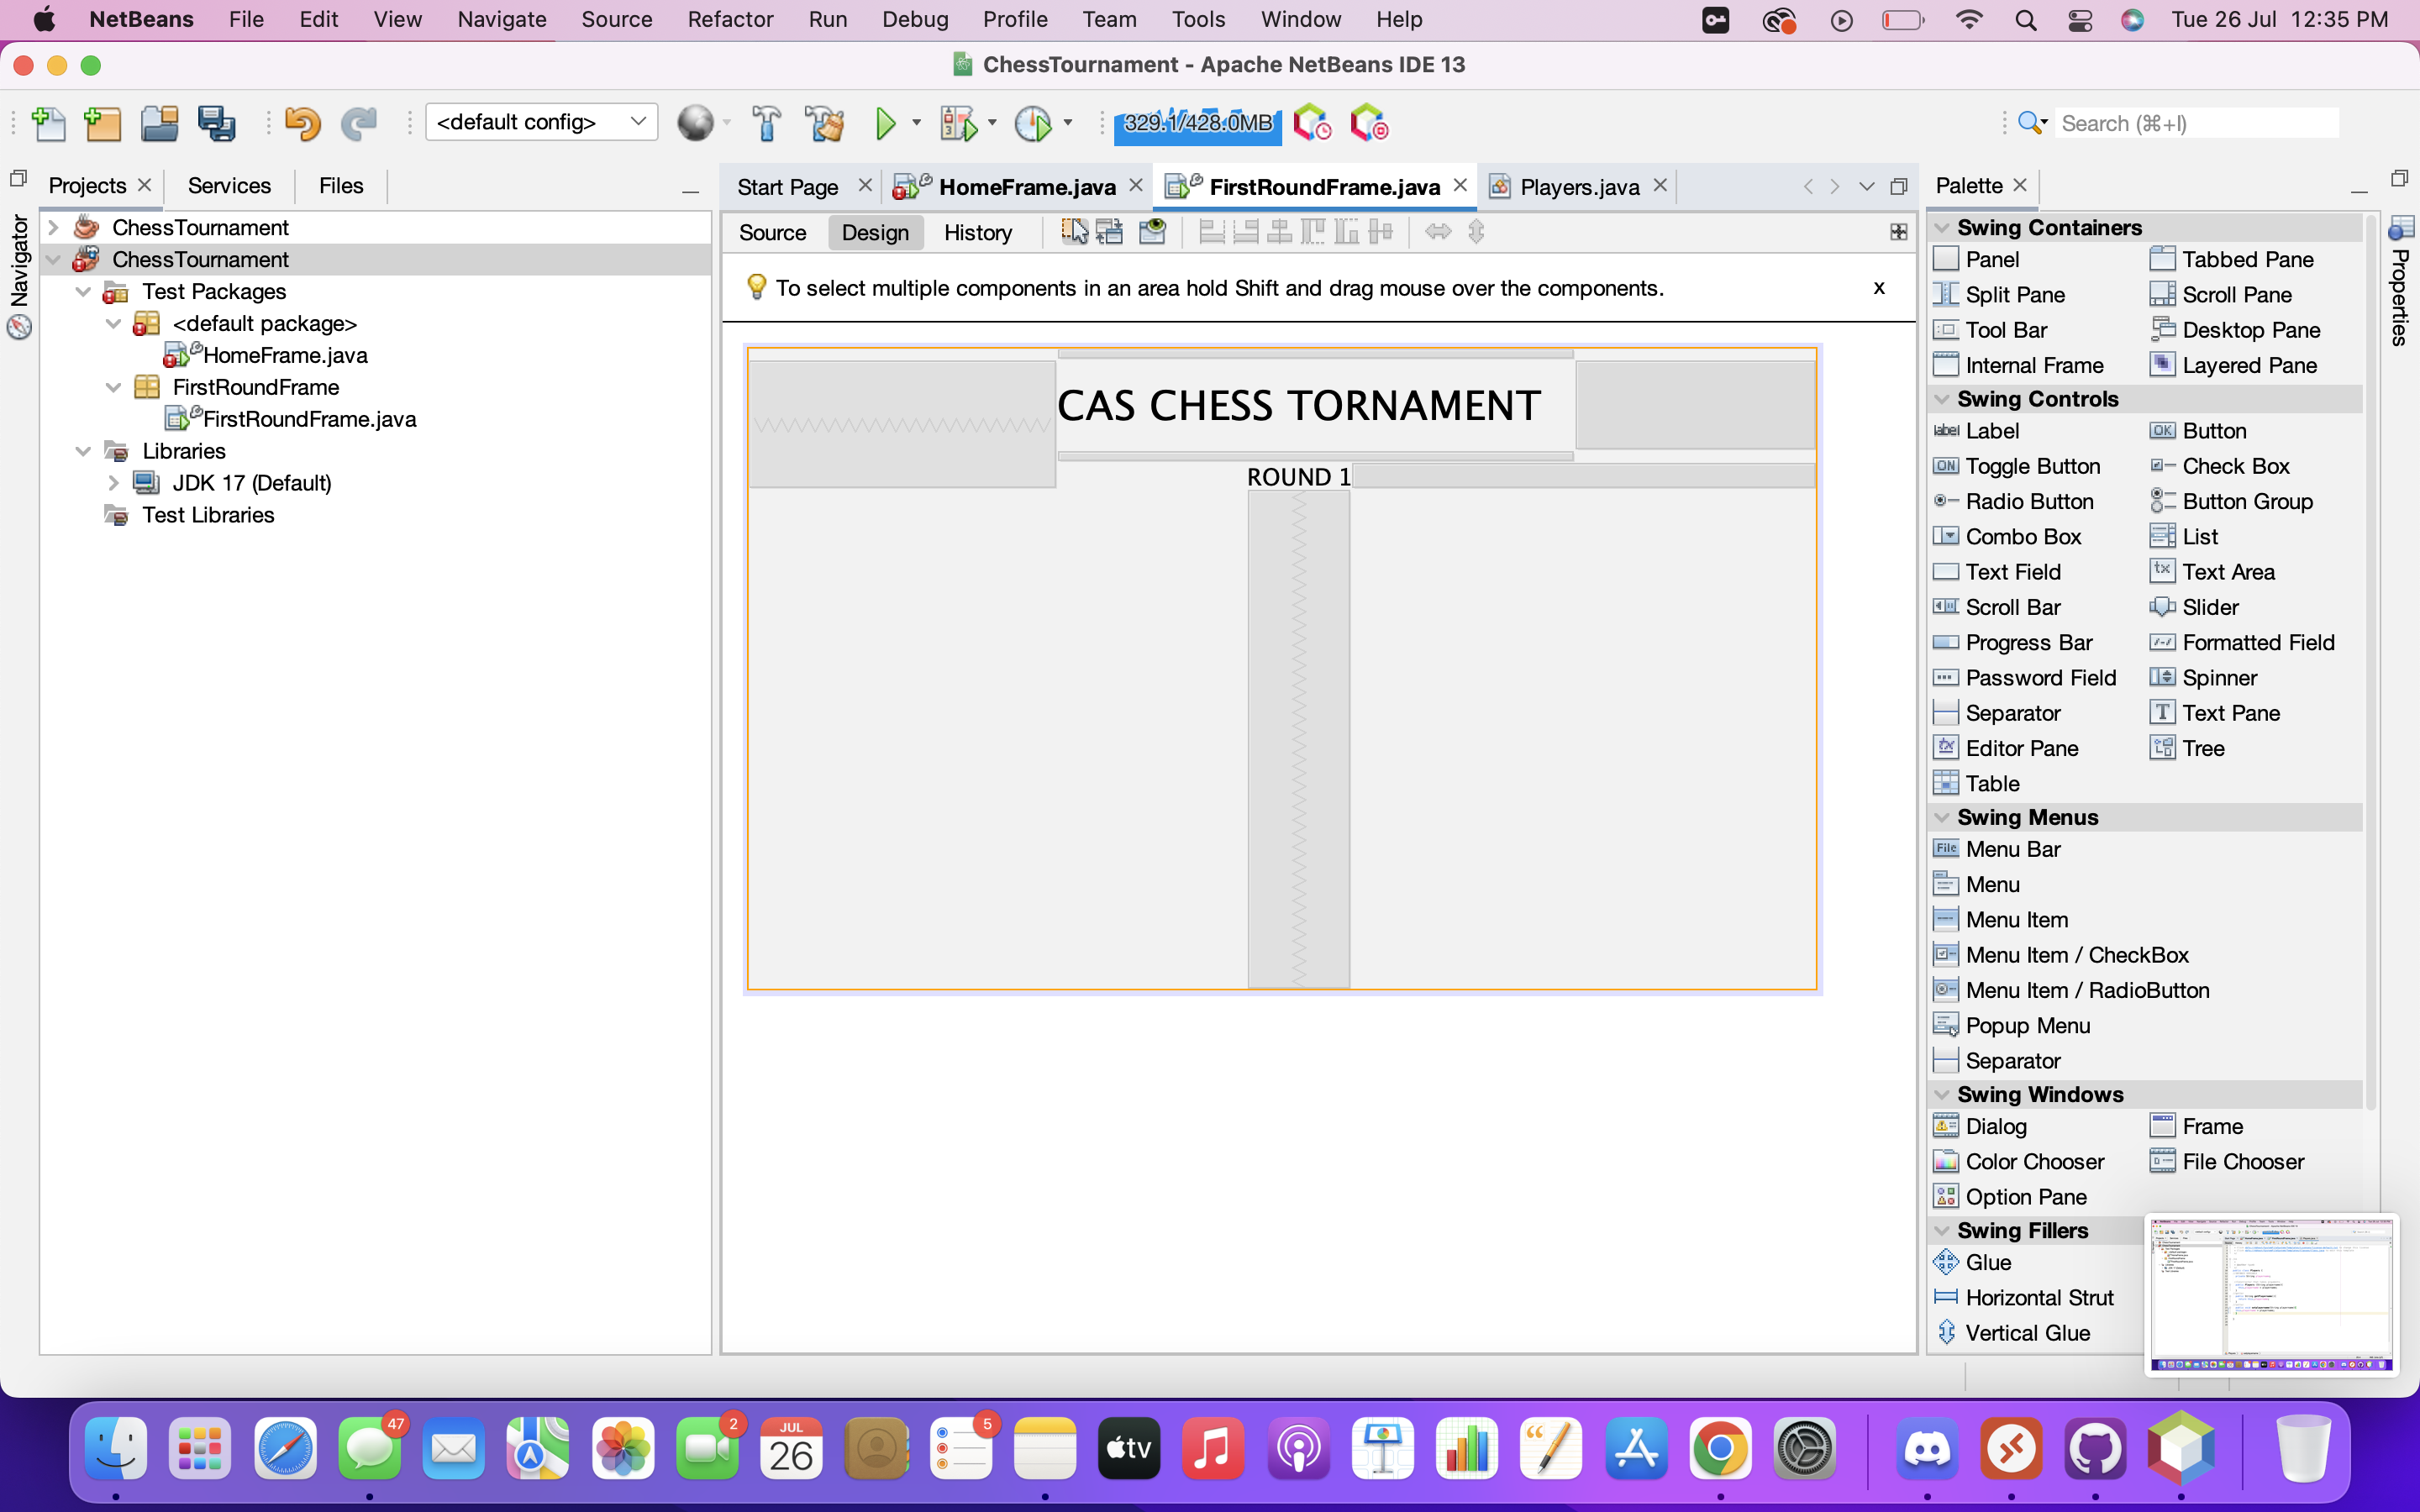 NetBeans File Edit View Navigate Source Refactor Run Debug Profile Team Tools Window Help Tue 26 Jul 12:35 PM
ChessTournament - Apache NetBeans IDE 13
<default config> 329.1/428.0MB Search (⌘+I)
Projects Services Files
Start Page HomeFrame.java FirstRoundFrame.java Players.java
Palette
Navigator
Properties
ChessTournament
ChessTournament
Test Packages
<default package>
HomeFrame.java
FirstRoundFrame
FirstRoundFrame.java
Libraries
JDK 17 (Default)
Test Libraries
Source Design History
To select multiple components in an area hold Shift and drag mouse over the components. x
CAS CHESS TORNAMENT
ROUND 1
Swing Containers
Panel Tabbed Pane
Split Pane Scroll Pane
Tool Bar Desktop Pane
Internal Frame Layered Pane
Swing Controls
label Label OK Button
ON Toggle Button Check Box
Radio Button Button Group
Combo Box List
Text Field tx Text Area
Scroll Bar Slider
Progress Bar Formatted Field
Password Field Spinner
Separator T Text Pane
Editor Pane Tree
Table
Swing Menus
File Menu Bar
Menu
Menu Item
Menu Item / CheckBox
Menu Item / RadioButton
Popup Menu
Separator
Swing Windows
Dialog Frame
Color Chooser File Chooser
Option Pane
Swing Fillers
Glue
Horizontal Strut
Vertical Glue
47 2 JUL 26 5 tv